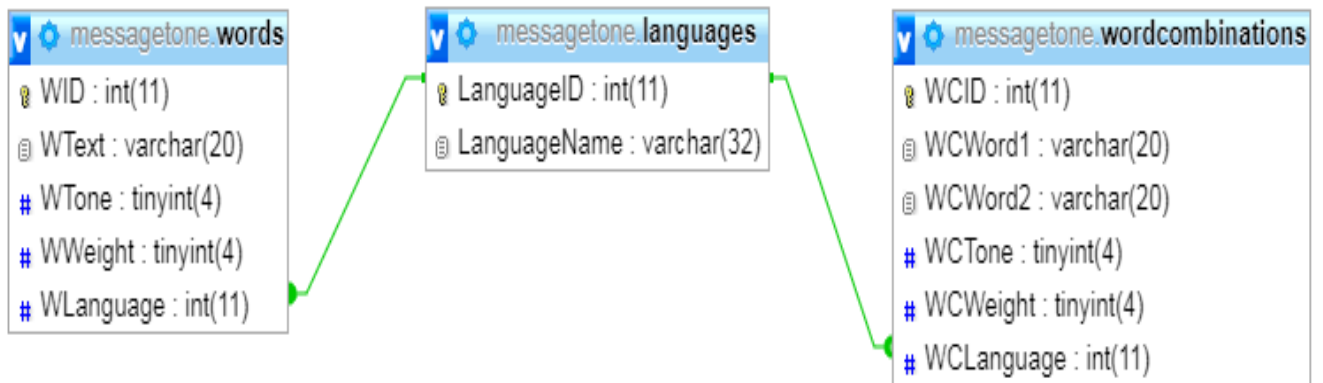 messagetone.words
WID : int(11)
WText : varchar(20)
WTone : tinyint(4)
WWeight : tinyint(4)
WLanguage : int(11)
messagetone.languages
LanguageID : int(11)
LanguageName : varchar(32)
messagetone.wordcombinations
WCID : int(11)
WCWord1 : varchar(20)
WCWord2 : varchar(20)
WCTone : tinyint(4)
WCWeight : tinyint(4)
WCLanguage : int(11)